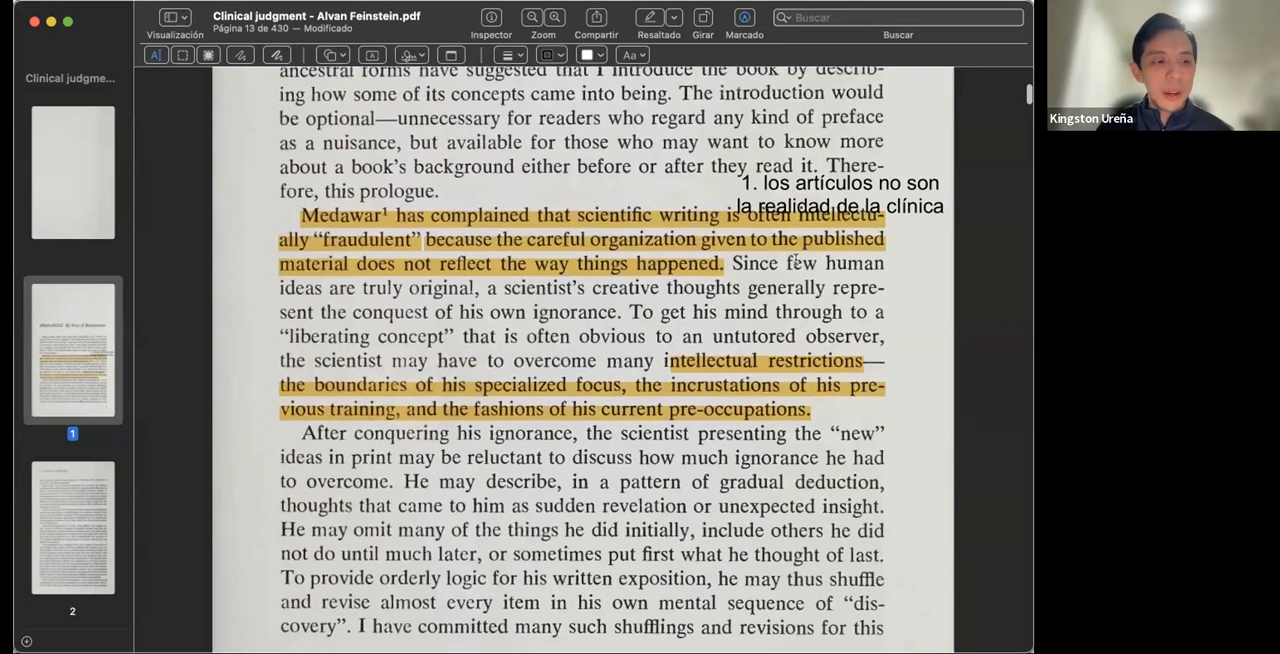 Clinical judgment - Alvan Feinstein.pdf
Página 13 de 430 — Modificado
Visualización
Inspector
Zoom
Compartir
Resaltado
Girar
Marcado
Buscar
Buscar
Aa
Clinical judgme...
1
2
Kingston Ureña
ancestral forms have suggested that I introduce the book by describ-
ing how some of its concepts came into being. The introduction would
be optional—unnecessary for readers who regard any kind of preface
as a nuisance, but available for those who may want to know more
about a book's background either before or after they read it. There-
fore, this prologue.
1. los artículos no son
la realidad de la clínica
Medawar¹ has complained that scientific writing is often intellectu-
ally “fraudulent” because the careful organization given to the published
material does not reflect the way things happened. Since few human
ideas are truly original, a scientist's creative thoughts generally repre-
sent the conquest of his own ignorance. To get his mind through to a
“liberating concept” that is often obvious to an untutored observer,
the scientist may have to overcome many intellectual restrictions—
the boundaries of his specialized focus, the incrustations of his pre-
vious training, and the fashions of his current pre-occupations.
After conquering his ignorance, the scientist presenting the “new”
ideas in print may be reluctant to discuss how much ignorance he had
to overcome. He may describe, in a pattern of gradual deduction,
thoughts that came to him as sudden revelation or unexpected insight.
He may omit many of the things he did initially, include others he did
not do until much later, or sometimes put first what he thought of last.
To provide orderly logic for his written exposition, he may thus shuffle
and revise almost every item in his own mental sequence of “dis-
covery”. I have committed many such shufflings and revisions for this